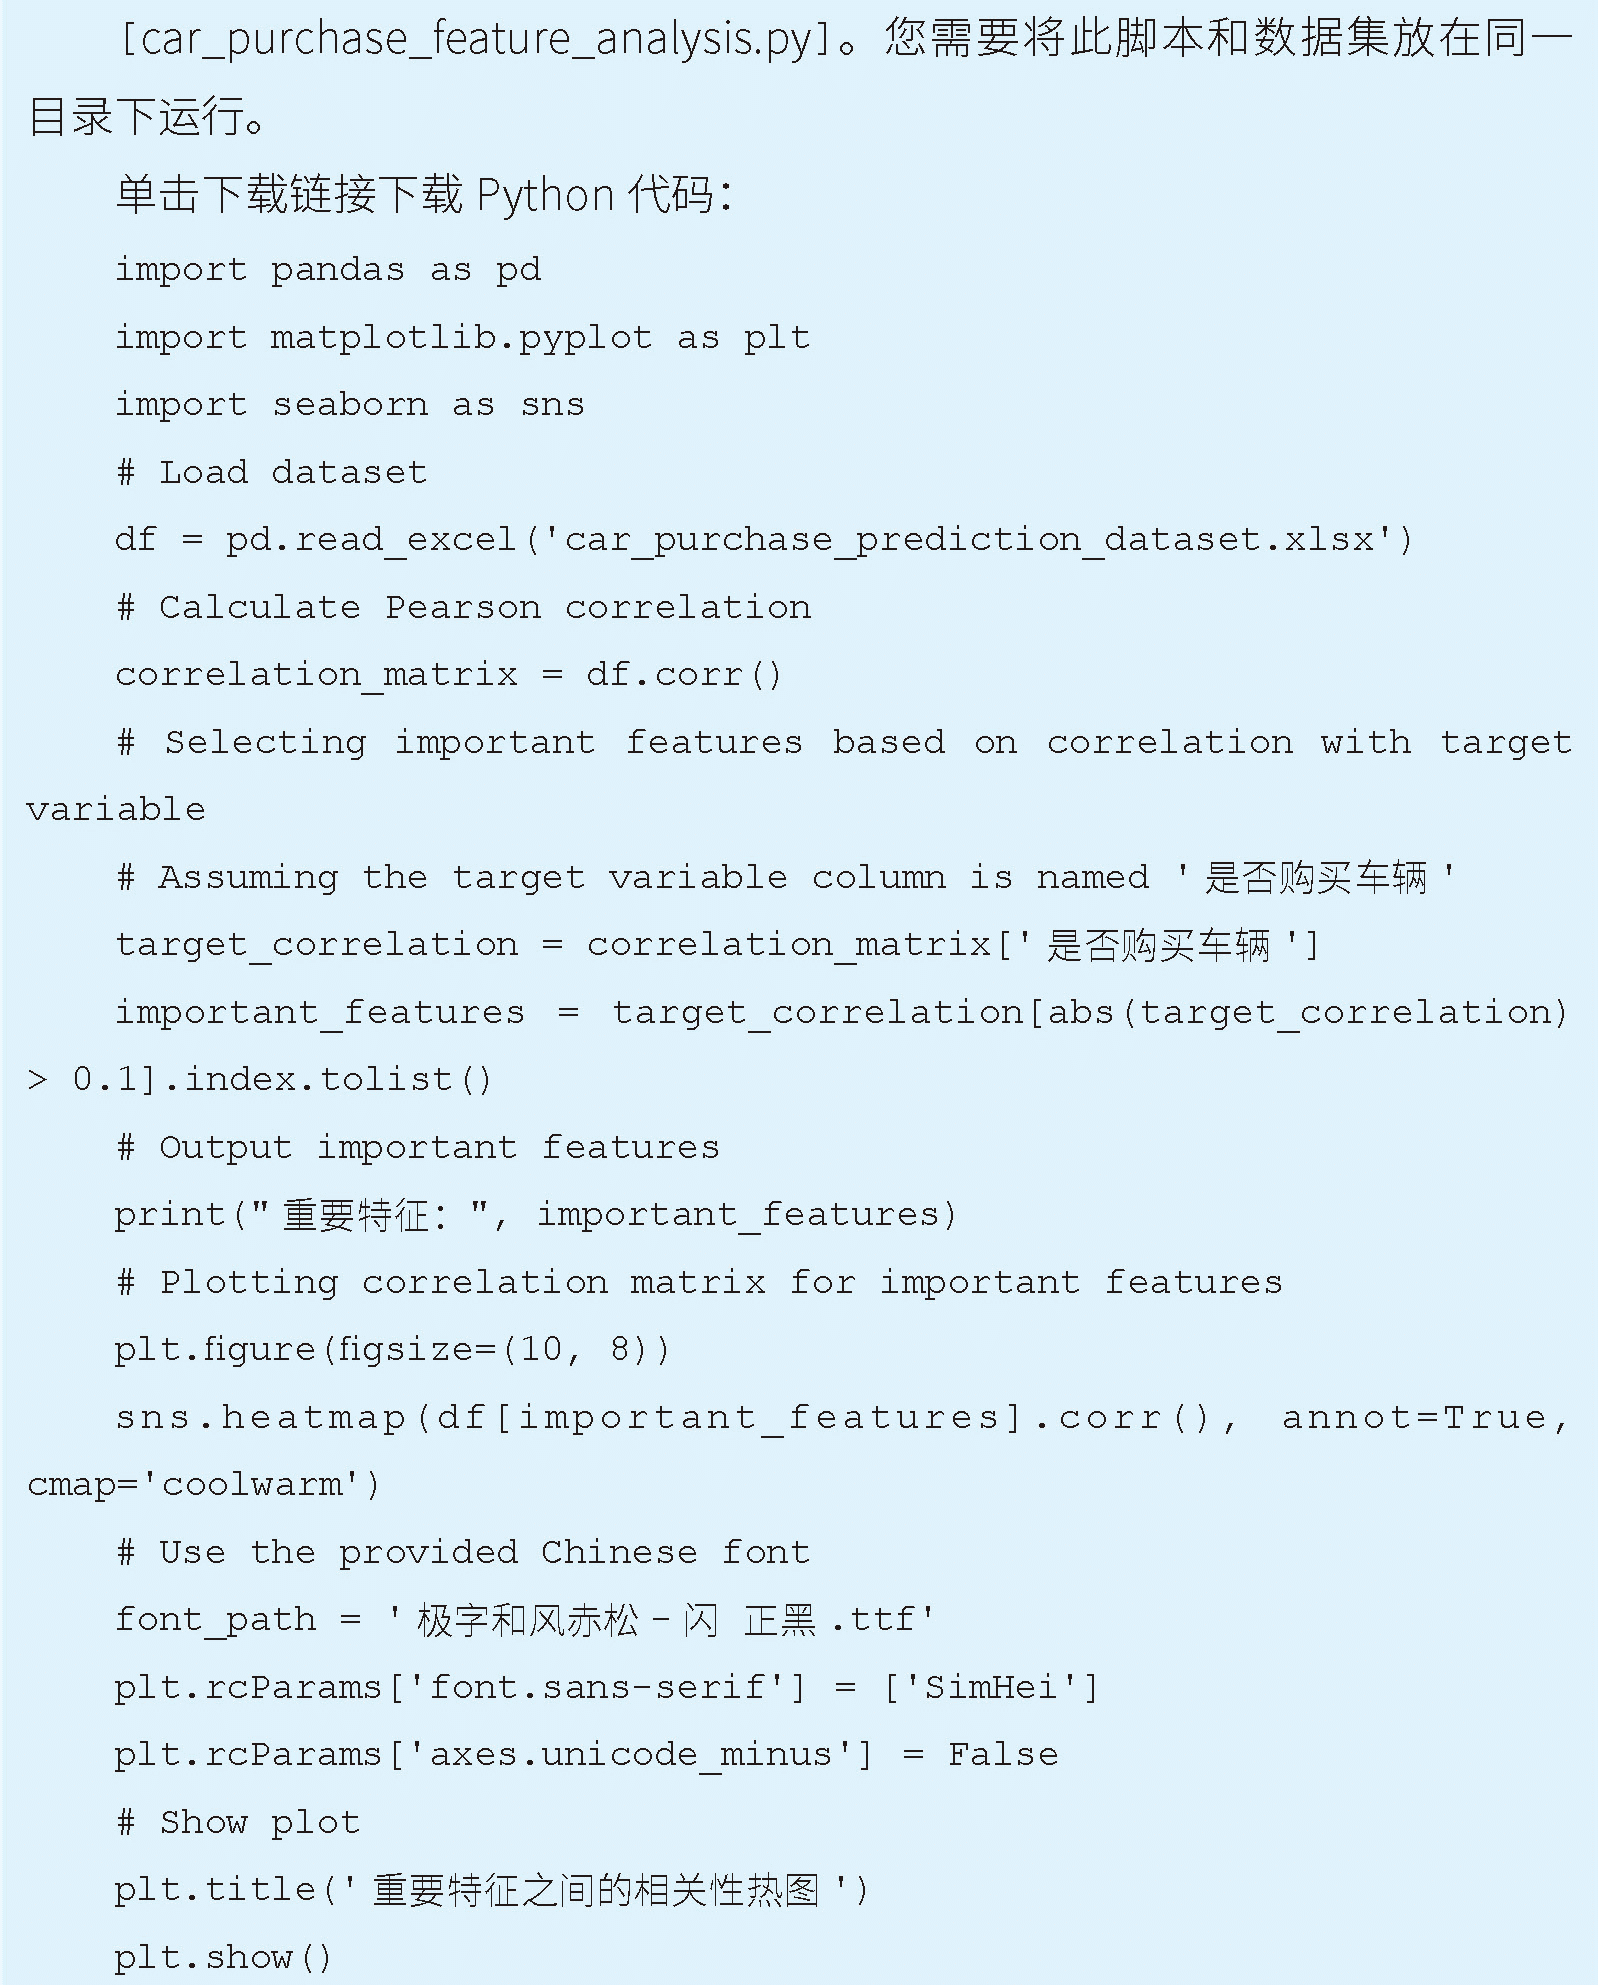 [car_purchase_feature_analysis.py]。您需要将此脚本和数据集放在同一
目录下运行。
单击下载链接下载 Python 代码：
import pandas as pd
import matplotlib.pyplot as plt
import seaborn as sns
# Load dataset
df = pd.read_excel('car_purchase_prediction_dataset.xlsx')
# Calculate Pearson correlation
correlation_matrix = df.corr()
# Selecting important features based on correlation with target
variable
# Assuming the target variable column is named ' 是否购买车辆 '
target_correlation = correlation_matrix[' 是否购买车辆 ']
important_features = target_correlation[abs(target_correlation)
> 0.1].index.tolist()
# Output important features
print(" 重要特征： ", important_features)
# Plotting correlation matrix for important features
plt.figure(figsize=(10, 8))
sns.heatmap(df[important_features].corr(), annot=True,
cmap='coolwarm')
# Use the provided Chinese font
font_path = ' 极字和风赤松 - 闪 正黑 .ttf'
plt.rcParams['font.sans-serif'] = ['SimHei']
plt.rcParams['axes.unicode_minus'] = False
# Show plot
plt.title(' 重要特征之间的相关性热图 ')
plt.show()